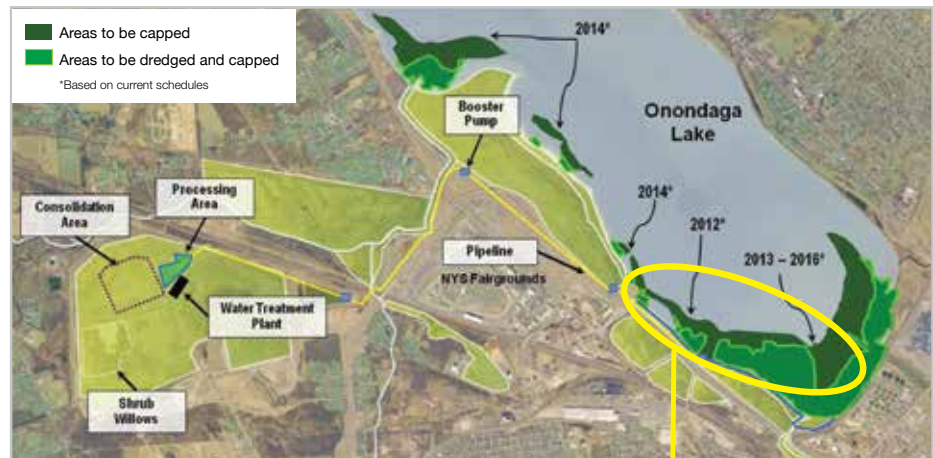 Areas to be capped
Areas to be dredged and capped
*Based on current schedules
2014*
Booster
Pump
Onondaga
Lake
Processing
Area
Consolidation
Area
2014*
2012*
Pipeline
2013 – 2016*
NYS Fairgrounds
Water Treatment
Plant
Shrub
Willows